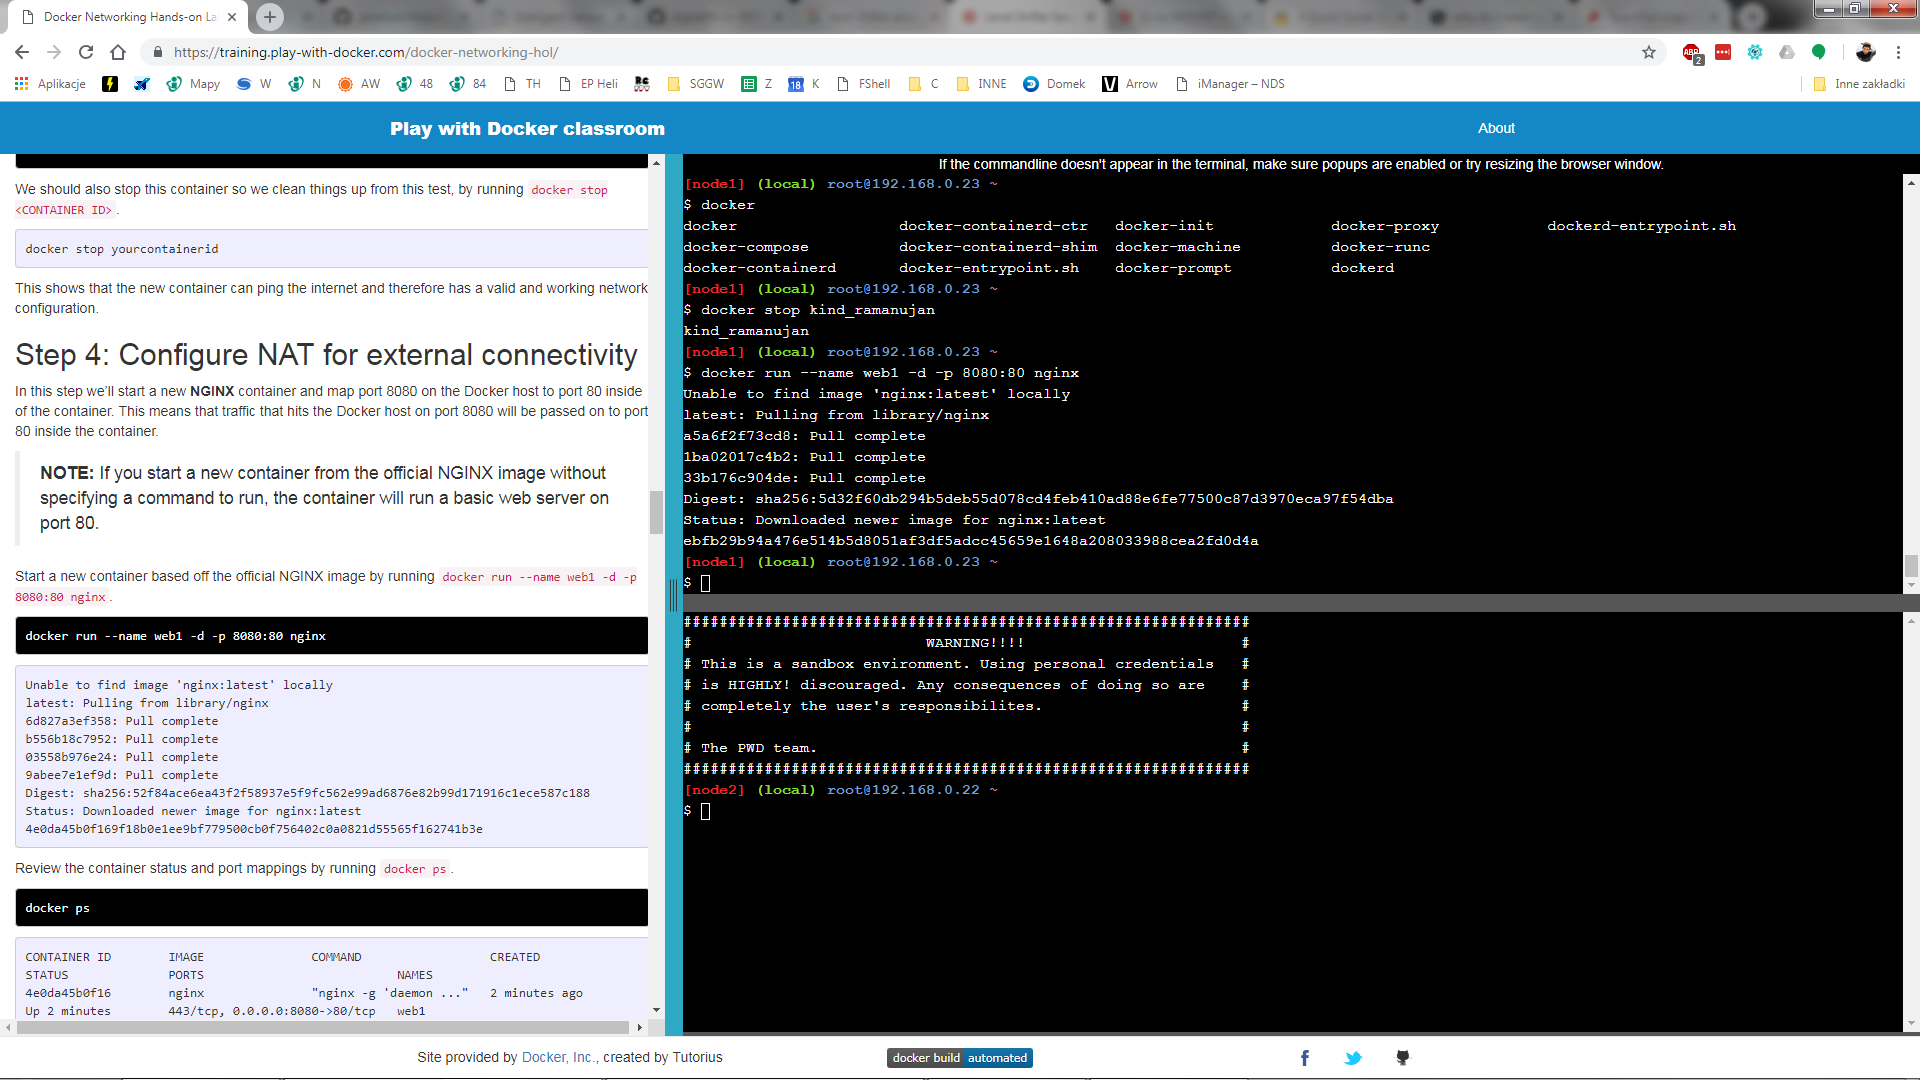 Docker Networking Hands-on La
https://training.play-with-docker.com/docker-networking-hol/
ABP
2
Aplikacje
Mapy
W
N
AW
48
84
TH
EP Heli
RC
SGGW
Z
18
K
FShell
C
INNE
Domek
V
Arrow
iManager – NDS
Inne zakładki
Play with Docker classroom
About
We should also stop this container so we clean things up from this test, by running docker stop
<CONTAINER ID>.
docker stop yourcontainerid
This shows that the new container can ping the internet and therefore has a valid and working network
configuration.
Step 4: Configure NAT for external connectivity
In this step we'll start a new NGINX container and map port 8080 on the Docker host to port 80 inside
of the container. This means that traffic that hits the Docker host on port 8080 will be passed on to port
80 inside the container.
NOTE: If you start a new container from the official NGINX image without
specifying a command to run, the container will run a basic web server on
port 80.
Start a new container based off the official NGINX image by running docker run --name web1 -d -p
8080:80 nginx.
docker run --name web1 -d -p 8080:80 nginx
Unable to find image 'nginx:latest' locally
latest: Pulling from library/nginx
6d827a3ef358: Pull complete
b556b18c7952: Pull complete
03558b976e24: Pull complete
9abee7e1ef9d: Pull complete
Digest: sha256:52f84ace6ea43f2f58937e5f9fc562e99ad6876e82b99d171916c1ece587c188
Status: Downloaded newer image for nginx:latest
4e0da45b0f169f18b0e1ee9bf779500cb0f756402c0a0821d55565f162741b3e
Review the container status and port mappings by running docker ps.
docker ps
CONTAINER ID IMAGE COMMAND CREATED
STATUS PORTS NAMES
4e0da45b0f16 nginx "nginx -g 'daemon ..." 2 minutes ago
Up 2 minutes 443/tcp, 0.0.0.0:8080->80/tcp web1
If the commandline doesn't appear in the terminal, make sure popups are enabled or try resizing the browser window.
[node1] (local) root@192.168.0.23 ~
$ docker
docker docker-containerd-ctr docker-init docker-proxy dockerd-entrypoint.sh
docker-compose docker-containerd-shim docker-machine docker-runc
docker-containerd docker-entrypoint.sh docker-prompt dockerd
[node1] (local) root@192.168.0.23 ~
$ docker stop kind_ramanujan
kind_ramanujan
[node1] (local) root@192.168.0.23 ~
$ docker run --name web1 -d -p 8080:80 nginx
Unable to find image 'nginx:latest' locally
latest: Pulling from library/nginx
a5a6f2f73cd8: Pull complete
1ba02017c4b2: Pull complete
33b176c904de: Pull complete
Digest: sha256:5d32f60db294b5deb55d078cd4feb410ad88e6fe77500c87d3970eca97f54dba
Status: Downloaded newer image for nginx:latest
ebfb29b94a476e514b5d8051af3df5adcc45659e1648a208033988cea2fd0d4a
[node1] (local) root@192.168.0.23 ~
$
###############################################################
# WARNING!!!! #
# This is a sandbox environment. Using personal credentials #
# is HIGHLY! discouraged. Any consequences of doing so are #
# completely the user's responsibilites. #
# #
# The PWD team. #
###############################################################
[node2] (local) root@192.168.0.22 ~
$
Site provided by Docker, Inc., created by Tutorius
docker build automated